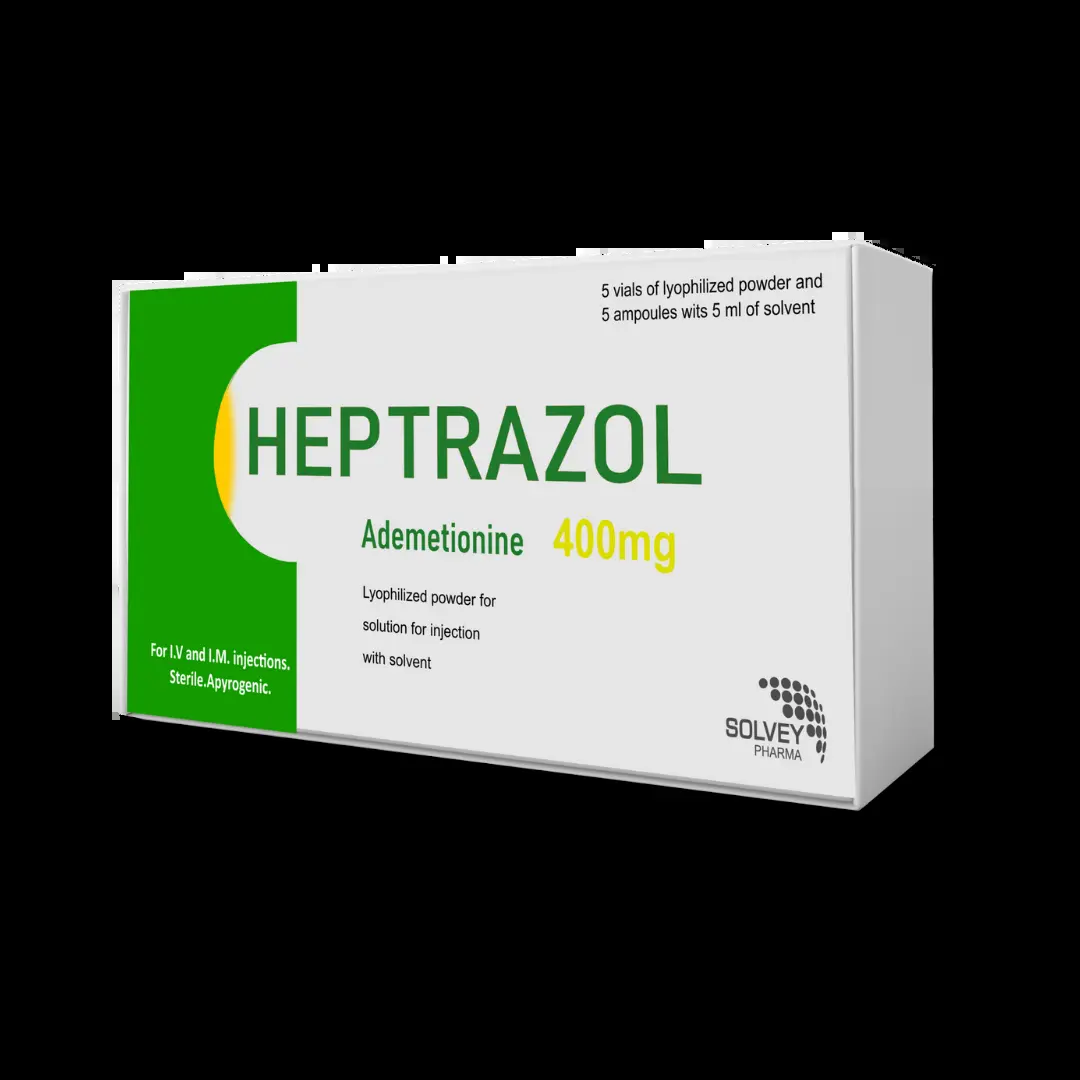 5 vials of lyophilized powder and
5 ampoules wits 5 ml of solvent
HEPTRAZOL
Ademetionine 400mg
Lyophilized powder for
solution for injection
with solvent
For I.V and I.M. injections.
Sterile.Apyrogenic.
SOLVEY
PHARMA